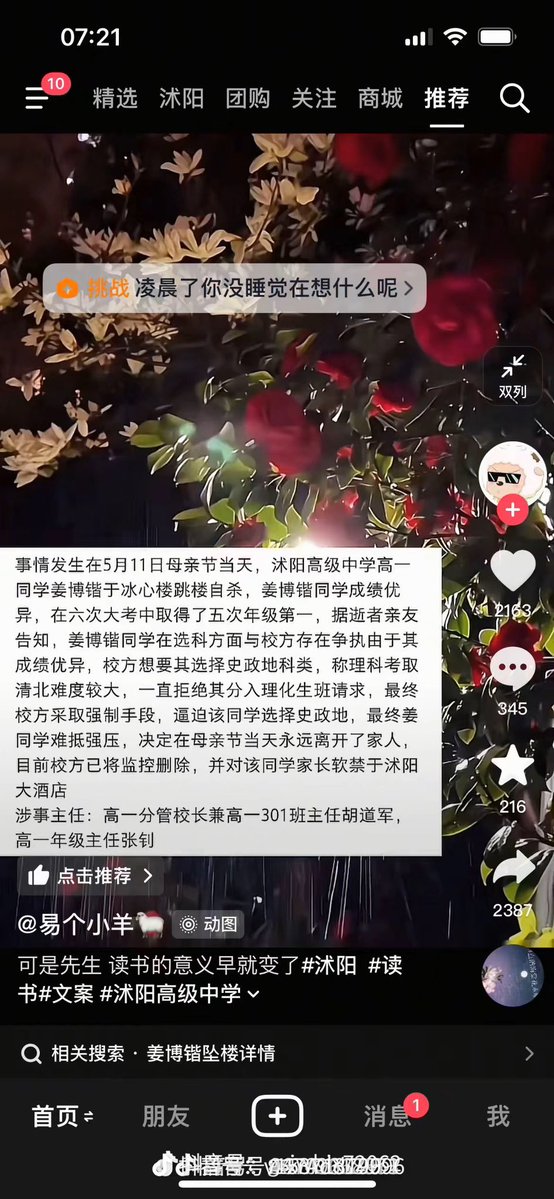 07:21
10
精选 沭阳 团购 关注 商城 推荐
挑战 凌晨了你没睡觉在想什么呢
双列
事情发生在5月11日母亲节当天，沭阳高级中学高一
同学姜博锴于冰心楼跳楼自杀，姜博锴同学成绩优
异，在六次大考中取得了五次年级第一，据逝者亲友
告知，姜博锴同学在选科方面与校方存在争执由于其
成绩优异，校方想要其选择史政地科类，称理科考取
清北难度较大，一直拒绝其分入理化生班请求，最终
校方采取强制手段，逼迫该同学选择史政地，最终姜
同学难抵强压，决定在母亲节当天永远离开了家人，
目前校方已将监控删除，并对该同学家长软禁于沭阳
大酒店
涉事主任：高一分管校长兼高一301班主任胡道军，
高一年级主任张钊
2163
345
216
2387
点击推荐
@易个小羊 动图
可是先生 读书的意义早就变了#沭阳 #读
书#文案 #沭阳高级中学
相关搜索 · 姜博锴坠楼详情
首页 朋友 消息 1 我
抖音号：